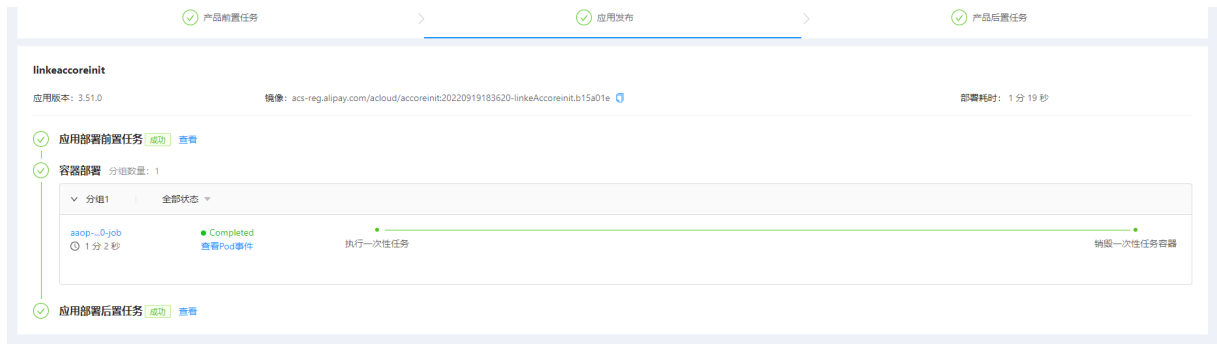 产品前置任务
应用发布
产品后置任务
linkeaccoreinit
应用版本: 3.51.0
镜像: acs-reg.alipay.com/acloud/accoreinit:20220919183620-linkeAccoreinit.b15a01e
部署耗时: 1 分 19 秒
应用部署前置任务 成功 查看
容器部署 分组数量: 1
分组1 全部状态
aaop-...0-job Completed
1 分 2 秒 查看Pod事件
执行一次性任务 销毁一次性任务容器
应用部署后置任务 成功 查看